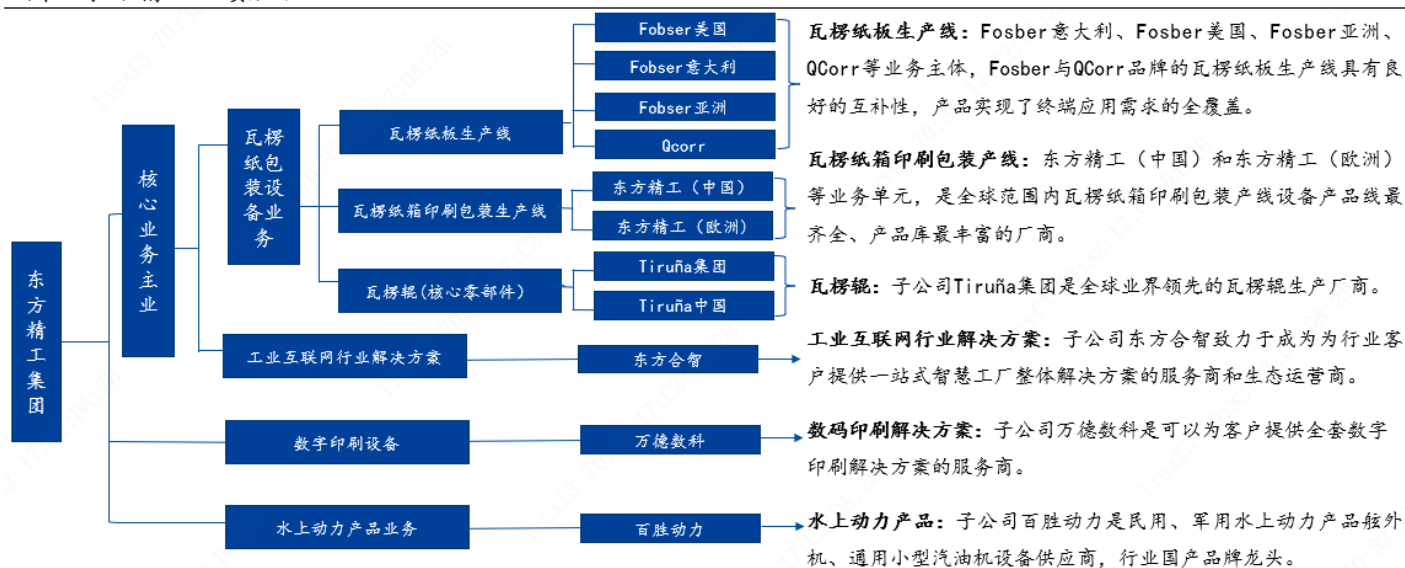 东方精工集团
核心业务主业
瓦楞纸包装设备业务
瓦楞纸板生产线
Fobser美国
Fobser意大利
Fobser亚洲
Qcorr
瓦楞纸板生产线：Fosber意大利、Fosber美国、Fosber亚洲、
QCorr等业务主体，Fosber与QCorr品牌的瓦楞纸板生产线具有良
好的互补性，产品实现了终端应用需求的全覆盖。
瓦楞纸箱印刷包装生产线
东方精工（中国）
东方精工（欧洲）
瓦楞纸箱印刷包装产线：东方精工（中国）和东方精工（欧洲）
等业务单元，是全球范围内瓦楞纸箱印刷包装产线设备产品线最
齐全、产品库最丰富的厂商。
瓦楞辊(核心零部件)
Tiruña集团
Tiruña中国
瓦楞辊：子公司Tiruña集团是全球业界领先的瓦楞辊生产厂商。
工业互联网行业解决方案
东方合智
工业互联网行业解决方案：子公司东方合智致力于成为为行业客
户提供一站式智慧工厂整体解决方案的服务商和生态运营商。
数字印刷设备
万德数科
数码印刷解决方案：子公司万德数科是可以为客户提供全套数字
印刷解决方案的服务商。
水上动力产品业务
百胜动力
水上动力产品：子公司百胜动力是民用、军用水上动力产品舷外
机、通用小型汽油机设备供应商，行业国产品牌龙头。